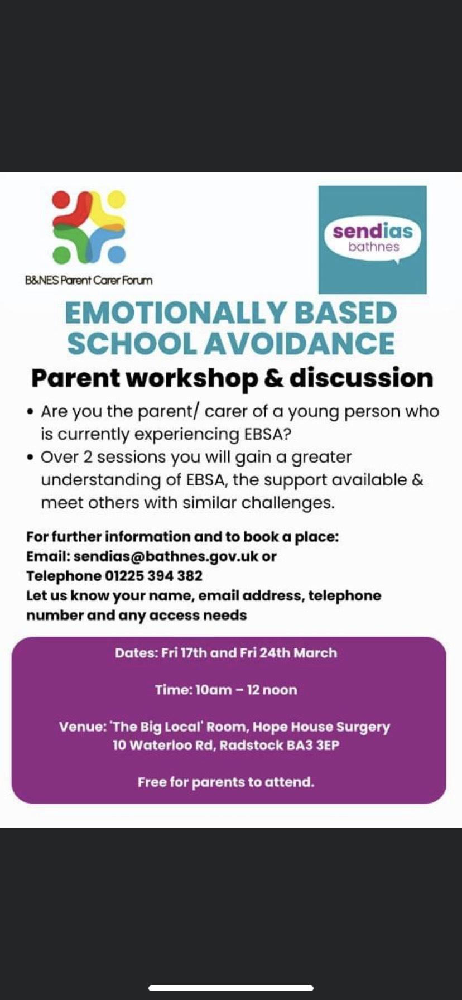 B&NES Parent Carer Forum
sendias
bathnes
EMOTIONALLY BASED
SCHOOL AVOIDANCE
Parent workshop & discussion
• Are you the parent/ carer of a young person who
is currently experiencing EBSA?
• Over 2 sessions you will gain a greater
understanding of EBSA, the support available &
meet others with similar challenges.
For further information and to book a place:
Email: sendias@bathnes.gov.uk or
Telephone 01225 394 382
Let us know your name, email address, telephone
number and any access needs
Dates: Fri 17th and Fri 24th March
Time: 10am – 12 noon
Venue: 'The Big Local' Room, Hope House Surgery
10 Waterloo Rd, Radstock BA3 3EP
Free for parents to attend.